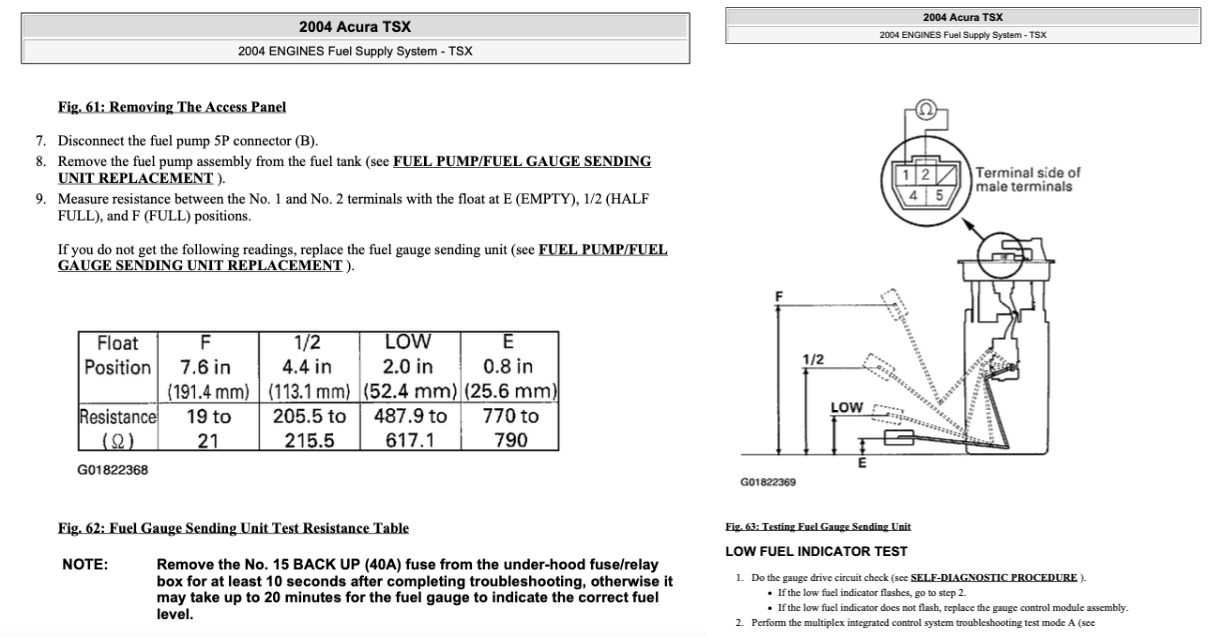 2004 Acura TSX
2004 ENGINES Fuel Supply System - TSX
Fig. 61: Removing The Access Panel
7. Disconnect the fuel pump 5P connector (B).
8. Remove the fuel pump assembly from the fuel tank (see FUEL PUMP/FUEL GAUGE SENDING
UNIT REPLACEMENT ).
9. Measure resistance between the No. 1 and No. 2 terminals with the float at E (EMPTY), 1/2 (HALF
FULL), and F (FULL) positions.
If you do not get the following readings, replace the fuel gauge sending unit (see FUEL PUMP/FUEL
GAUGE SENDING UNIT REPLACEMENT ).
Float F 1/2 LOW E
Position 7.6 in 4.4 in 2.0 in 0.8 in
(191.4 mm) (113.1 mm) (52.4 mm) (25.6 mm)
Resistance 19 to 205.5 to 487.9 to 770 to
(Ω) 21 215.5 617.1 790
G01822368
Fig. 62: Fuel Gauge Sending Unit Test Resistance Table
NOTE: Remove the No. 15 BACK UP (40A) fuse from the under-hood fuse/relay
box for at least 10 seconds after completing troubleshooting, otherwise it
may take up to 20 minutes for the fuel gauge to indicate the correct fuel
level.
2004 Acura TSX
2004 ENGINES Fuel Supply System - TSX
Ω
1 2
4 5
Terminal side of
male terminals
F
1/2
LOW
E
G01822369
Fig. 63: Testing Fuel Gauge Sending Unit
LOW FUEL INDICATOR TEST
1. Do the gauge drive circuit check (see SELF-DIAGNOSTIC PROCEDURE ).
• If the low fuel indicator flashes, go to step 2.
• If the low fuel indicator does not flash, replace the gauge control module assembly.
2. Perform the multiplex integrated control system troubleshooting test mode A (see